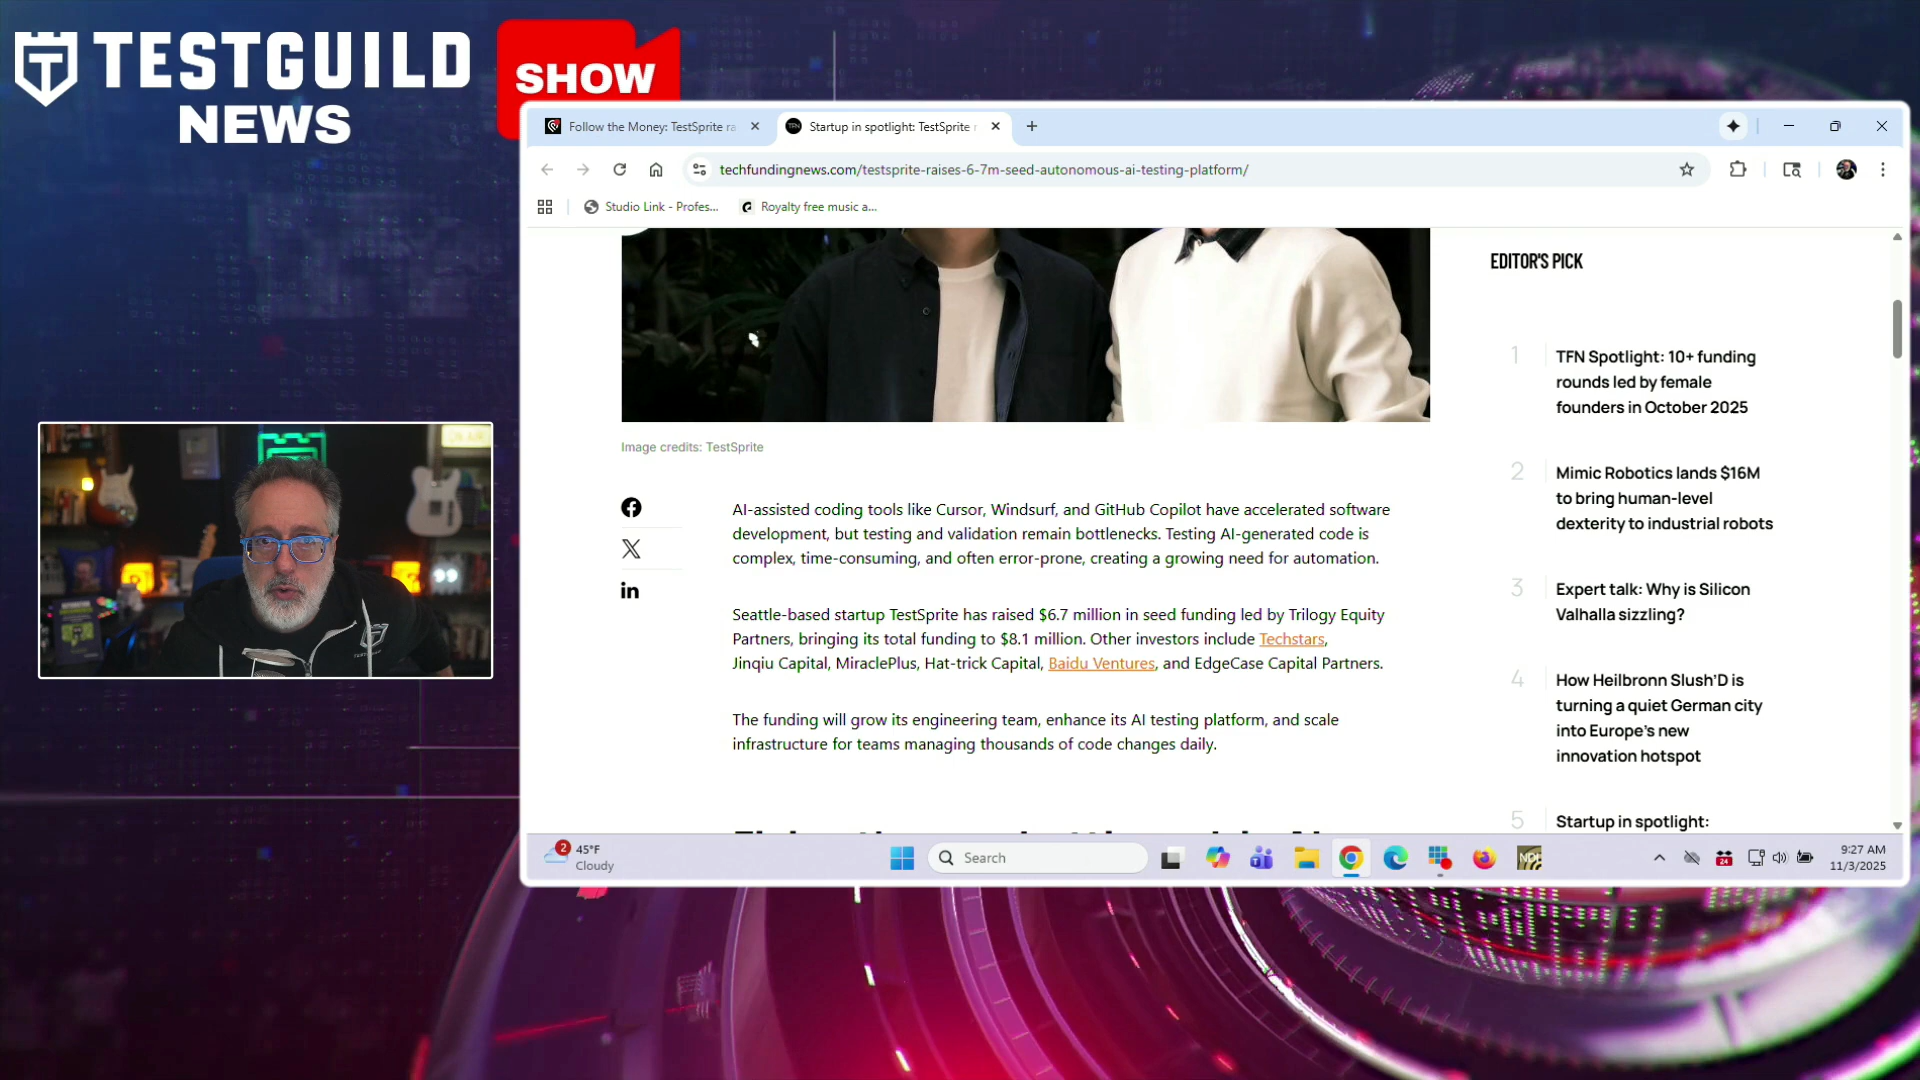 TESTGUILD
NEWS
SHOW
Follow the Money: TestSprite ra
Startup in spotlight: TestSprite r
techfundingnews.com/testsprite-raises-6-7m-seed-autonomous-ai-testing-platform/
Studio Link - Profes...
Royalty free music a...
Image credits: TestSprite
AI-assisted coding tools like Cursor, Windsurf, and GitHub Copilot have accelerated software
development, but testing and validation remain bottlenecks. Testing AI-generated code is
complex, time-consuming, and often error-prone, creating a growing need for automation.
Seattle-based startup TestSprite has raised $6.7 million in seed funding led by Trilogy Equity
Partners, bringing its total funding to $8.1 million. Other investors include Techstars,
Jinqiu Capital, MiraclePlus, Hat-trick Capital, Baidu Ventures, and EdgeCase Capital Partners.
The funding will grow its engineering team, enhance its AI testing platform, and scale
infrastructure for teams managing thousands of code changes daily.
EDITOR'S PICK
1
TFN Spotlight: 10+ funding
rounds led by female
founders in October 2025
2
Mimic Robotics lands $16M
to bring human-level
dexterity to industrial robots
3
Expert talk: Why is Silicon
Valhalla sizzling?
4
How Heilbronn Slush'D is
turning a quiet German city
into Europe's new
innovation hotspot
5
Startup in spotlight:
2
45°F
Cloudy
Search
9:27 AM
11/3/2025